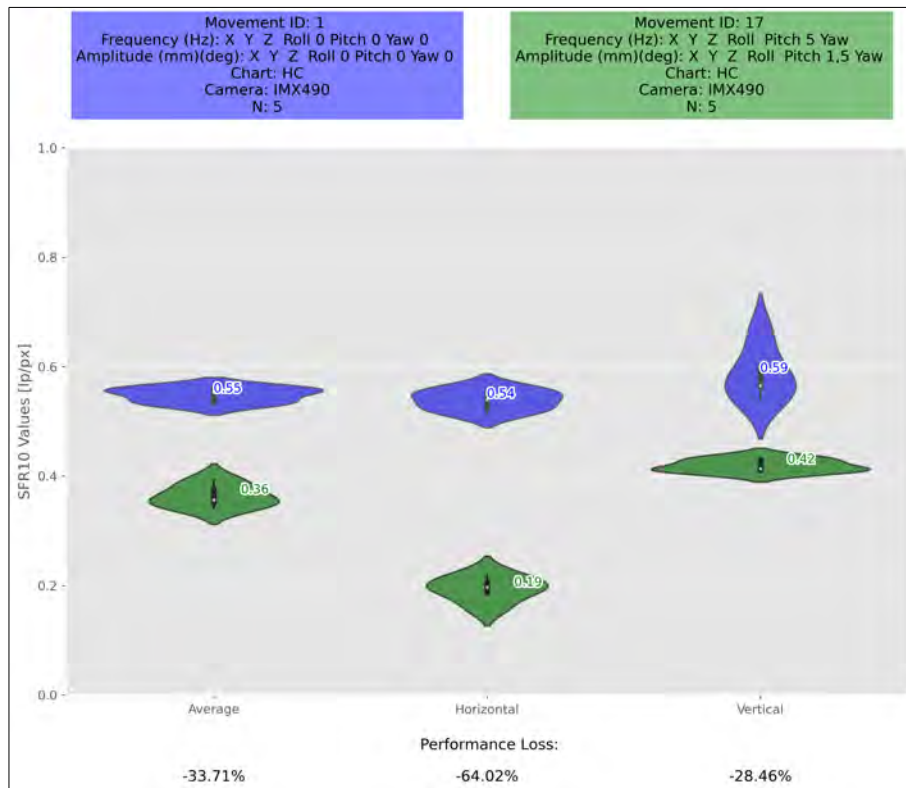 Movement ID: 1
Frequency (Hz): X Y Z Roll 0 Pitch 0 Yaw 0
Amplitude (mm)(deg): X Y Z Roll 0 Pitch 0 Yaw 0
Chart: HC
Camera: IMX490
N: 5
Movement ID: 17
Frequency (Hz): X Y Z Roll Pitch 5 Yaw
Amplitude (mm)(deg): X Y Z Roll Pitch 1,5 Yaw
Chart: HC
Camera: IMX490
N: 5
SFR10 Values [lp/px]
1.0
0.8
0.6
0.4
0.2
0.0
0.55
0.54
0.59
0.36
0.19
0.42
Average Horizontal Vertical
Performance Loss:
-33.71% -64.02% -28.46%